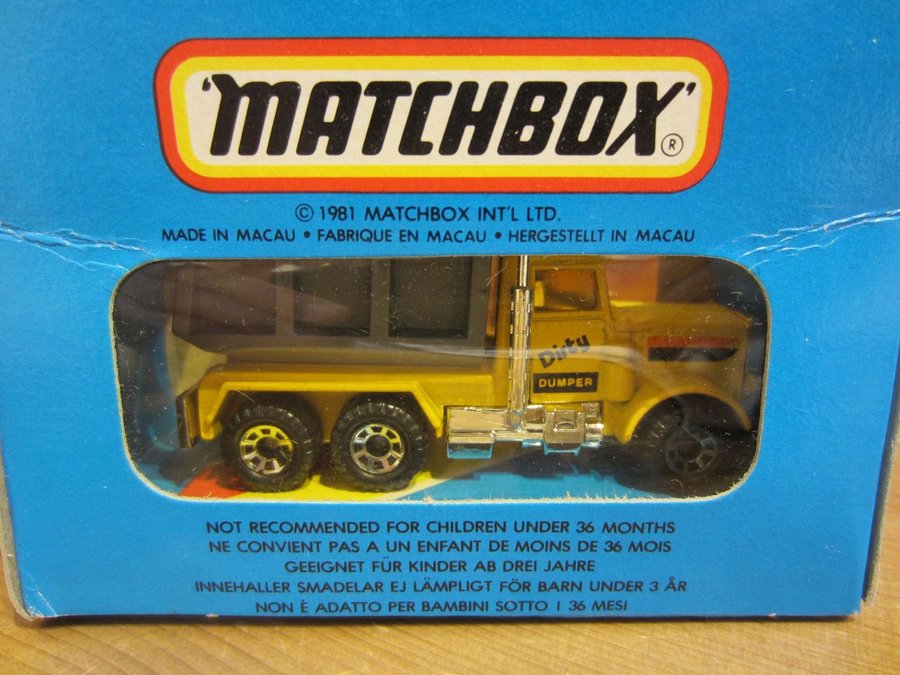 'MATCHBOX'®
© 1981 MATCHBOX INT'L LTD.
MADE IN MACAU • FABRIQUE EN MACAU • HERGESTELLT IN MACAU
Dirty
DUMPER
NOT RECOMMENDED FOR CHILDREN UNDER 36 MONTHS
NE CONVIENT PAS A UN ENFANT DE MOINS DE 36 MOIS
GEEIGNET FÜR KINDER AB DREI JAHRE
INNEHALLER SMADELAR EJ LÄMPLIGT FÖR BARN UNDER 3 ÅR
NON È ADATTO PER BAMBINI SOTTO I 36 MESI